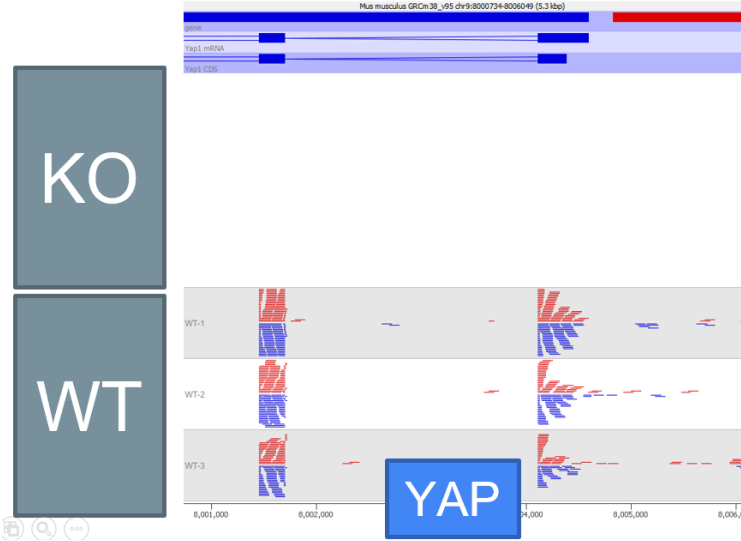 Mus musculus GRCm38_v95 chr9:8000734-8006049 (5.3 kbp)
gene
Yap1 mRNA
Yap1 CDS
KO
WT
WT-1
WT-2
WT-3
YAP
8,001,000
8,002,000
04,000
8,005,000
8,006,